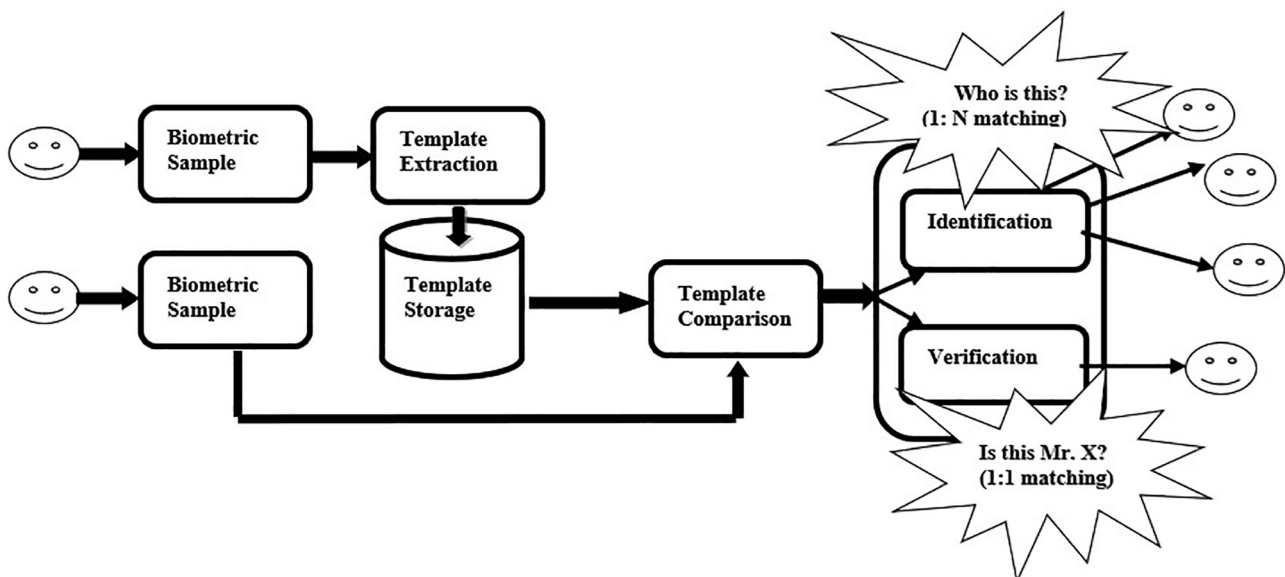 Who is this?
(1: N matching)
Biometric
Sample
Template
Extraction
Identification
Biometric
Sample
Template
Storage
Template
Comparison
Verification
Is this Mr. X?
(1:1 matching)